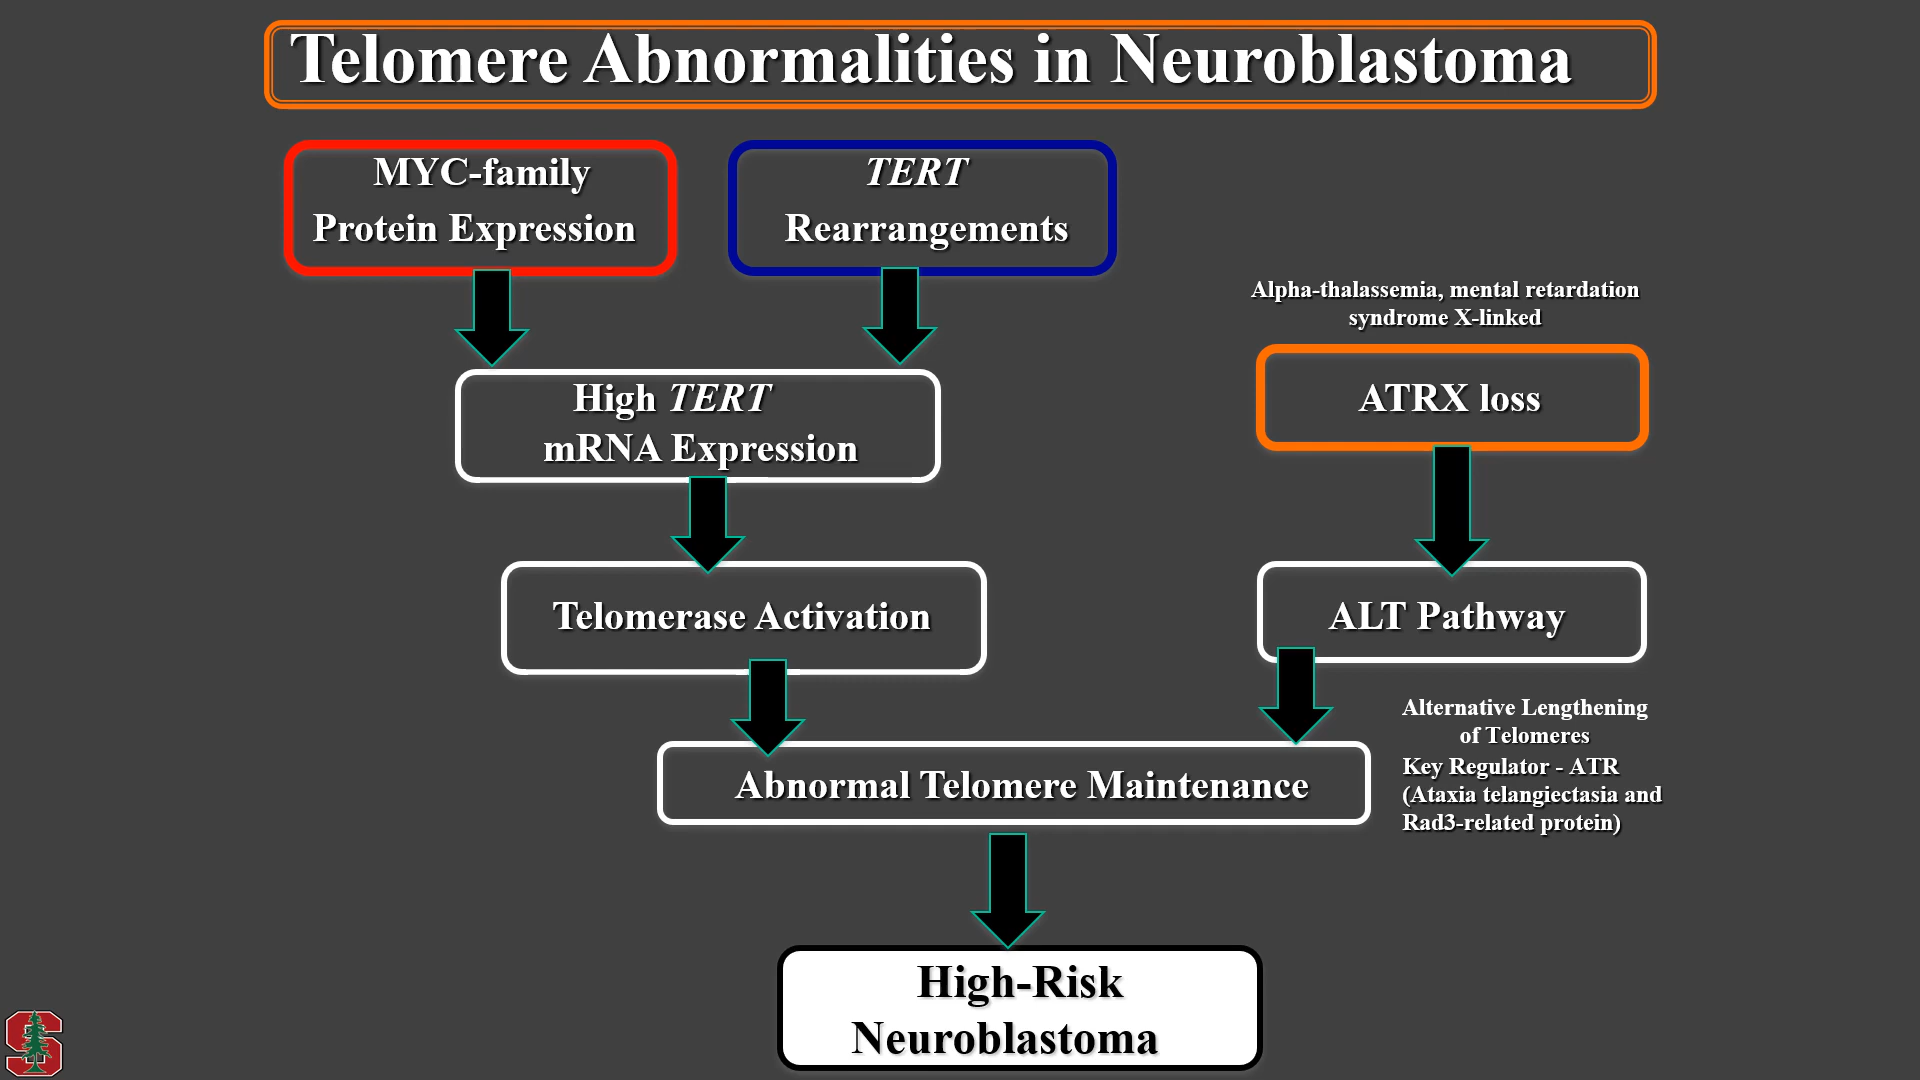 Telomere Abnormalities in Neuroblastoma
MYC-family
Protein Expression
TERT
Rearrangements
Alpha-thalassemia, mental retardation
syndrome X-linked
High TERT
mRNA Expression
ATRX loss
Telomerase Activation
ALT Pathway
Alternative Lengthening
of Telomeres
Key Regulator - ATR
(Ataxia telangiectasia and
Rad3-related protein)
Abnormal Telomere Maintenance
High-Risk
Neuroblastoma
S